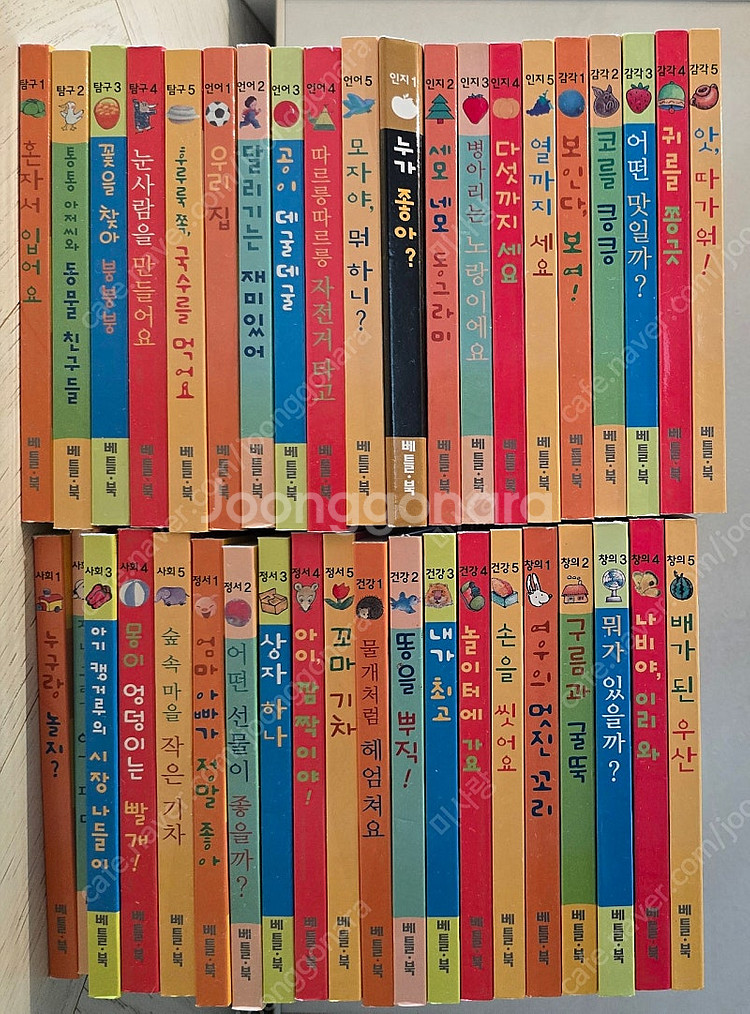 탐구 1
혼자서 입어요
베틀·북
탐구 2
통통 아저씨와 동물 친구들
베틀·북
탐구 3
꽃을 찾아 붕붕붕
베틀·북
탐구 4
눈사람을 만들어요
베틀·북
탐구 5
후루룩 쭉, 국수를 먹어요
베틀·북
언어 1
우리 집
베틀·북
언어 2
달리기는 재미있어
베틀·북
언어 3
공이 데굴데굴
베틀·북
언어 4
따르릉따르릉 자전거 타고
베틀·북
언어 5
모자야, 뭐 하니?
베틀·북
인지 1
누가 좋아?
베틀·북
인지 2
세모 네모 동그라미
베틀·북
인지 3
병아리는 노랑이에요
베틀·북
인지 4
다섯까지 세요
베틀·북
인지 5
열까지 세요
베틀·북
감각 1
보인다, 보여!
베틀·북
감각 2
코를 킁킁
베틀·북
감각 3
어떤 맛일까?
베틀·북
감각 4
귀를 쫑긋
베틀·북
감각 5
앗, 따가워!
베틀·북
Joonggonara
사회 1
누구랑 놀지?
베틀·북
사회 3
아기 캥거루의 시장 나들이
베틀·북
사회 4
몽이 엉덩이는 빨개!
베틀·북
사회 5
숲 속 마을 작은 기차
베틀·북
정서 1
엄마 아빠가 정말 좋아
베틀·북
정서 2
어떤 선물이 좋을까?
베틀·북
정서 3
상자 하나
베틀·북
정서 4
아이, 깜짝이야!
베틀·북
정서 5
꼬마 기차
베틀·북
건강 1
물개처럼 헤엄쳐요
베틀·북
건강 2
똥을 뿌직!
베틀·북
건강 3
내가 최고
베틀·북
건강 4
놀이터에 가요
베틀·북
건강 5
손을 씻어요
베틀·북
창의 1
여우의 멋진 꼬리
베틀·북
창의 2
구름과 굴뚝
베틀·북
창의 3
뭐가 있을까?
베틀·북
창의 4
나비야, 이리 와
베틀·북
창의 5
배가 된 우산
베틀·북